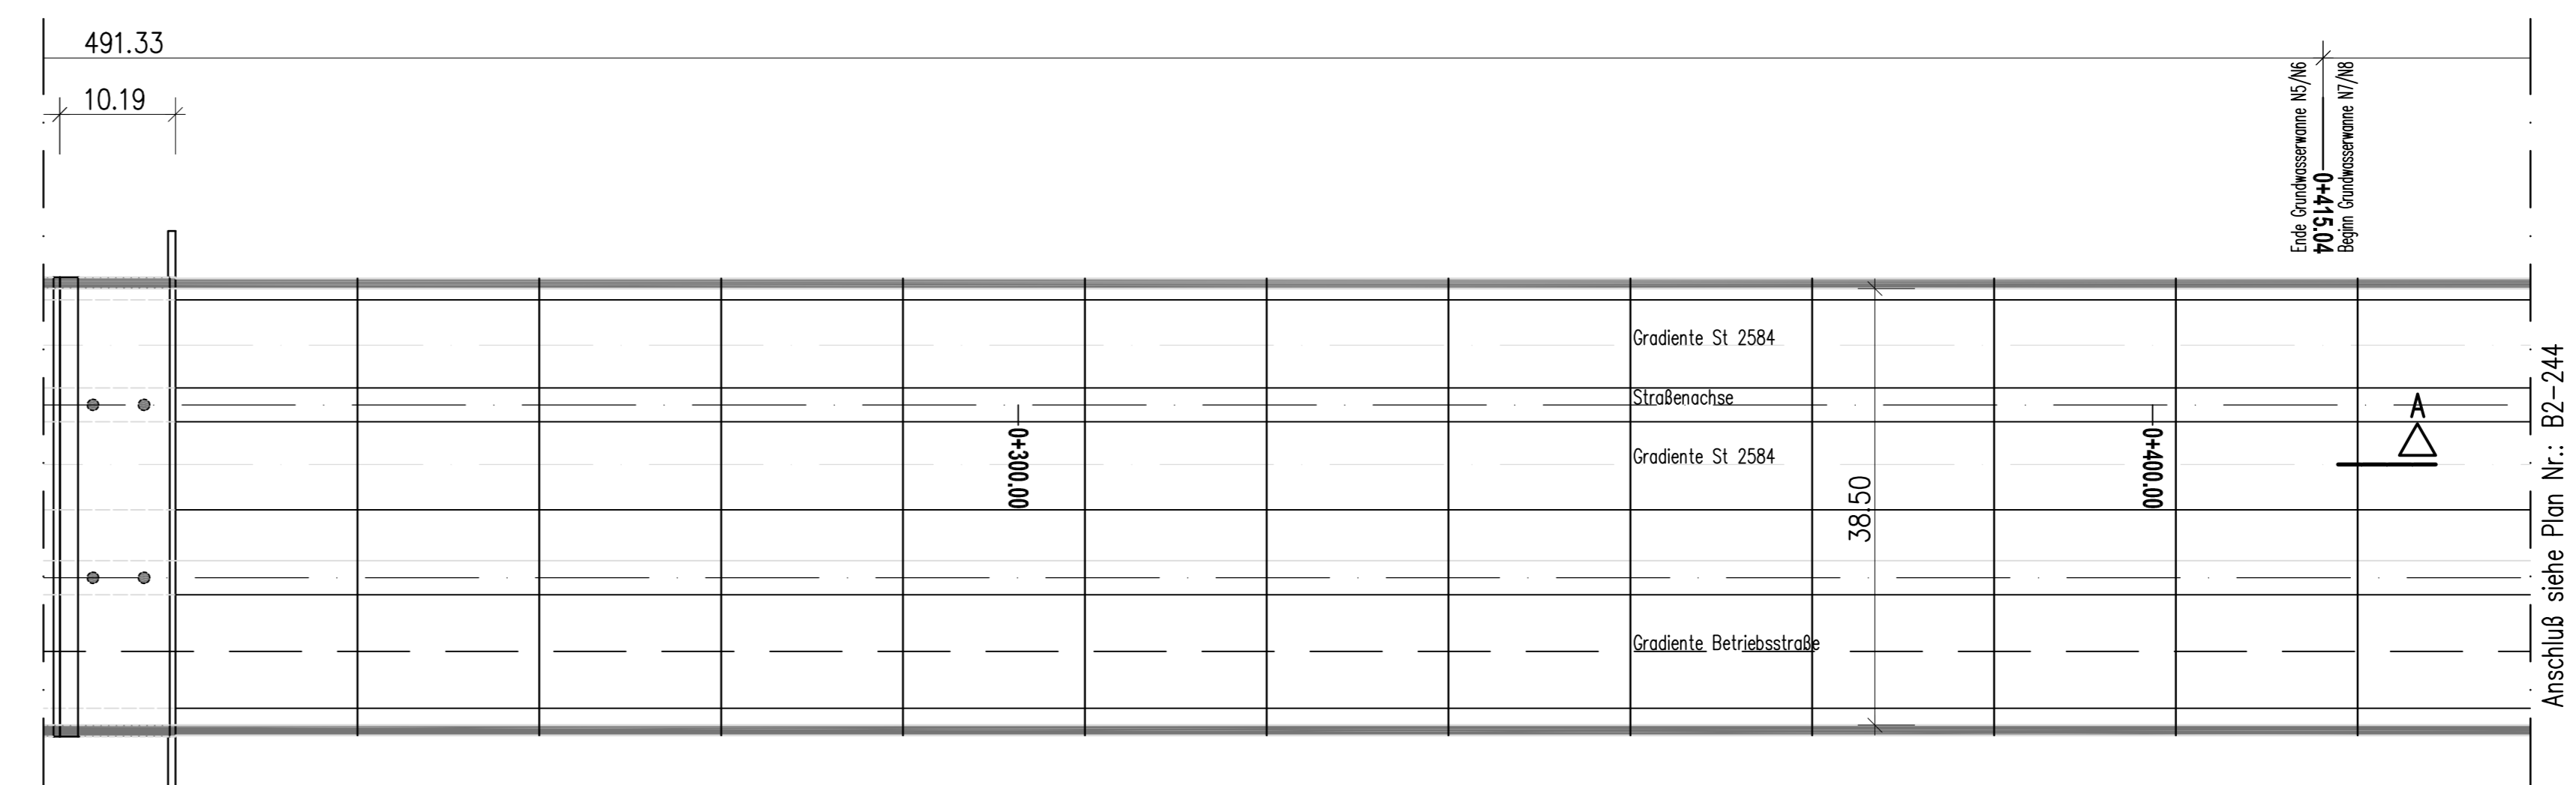 491.33
10.19
Ende Grundwasserwanne N5/N6
0+415.04
Beginn Grundwasserwanne N7/N8
Gradiente St 2584
Straßenachse
A
0+300.00
Gradiente St 2584
0+400.00
38.50
Gradiente Betriebsstraße
Anschluß siehe Plan Nr.: B2-244